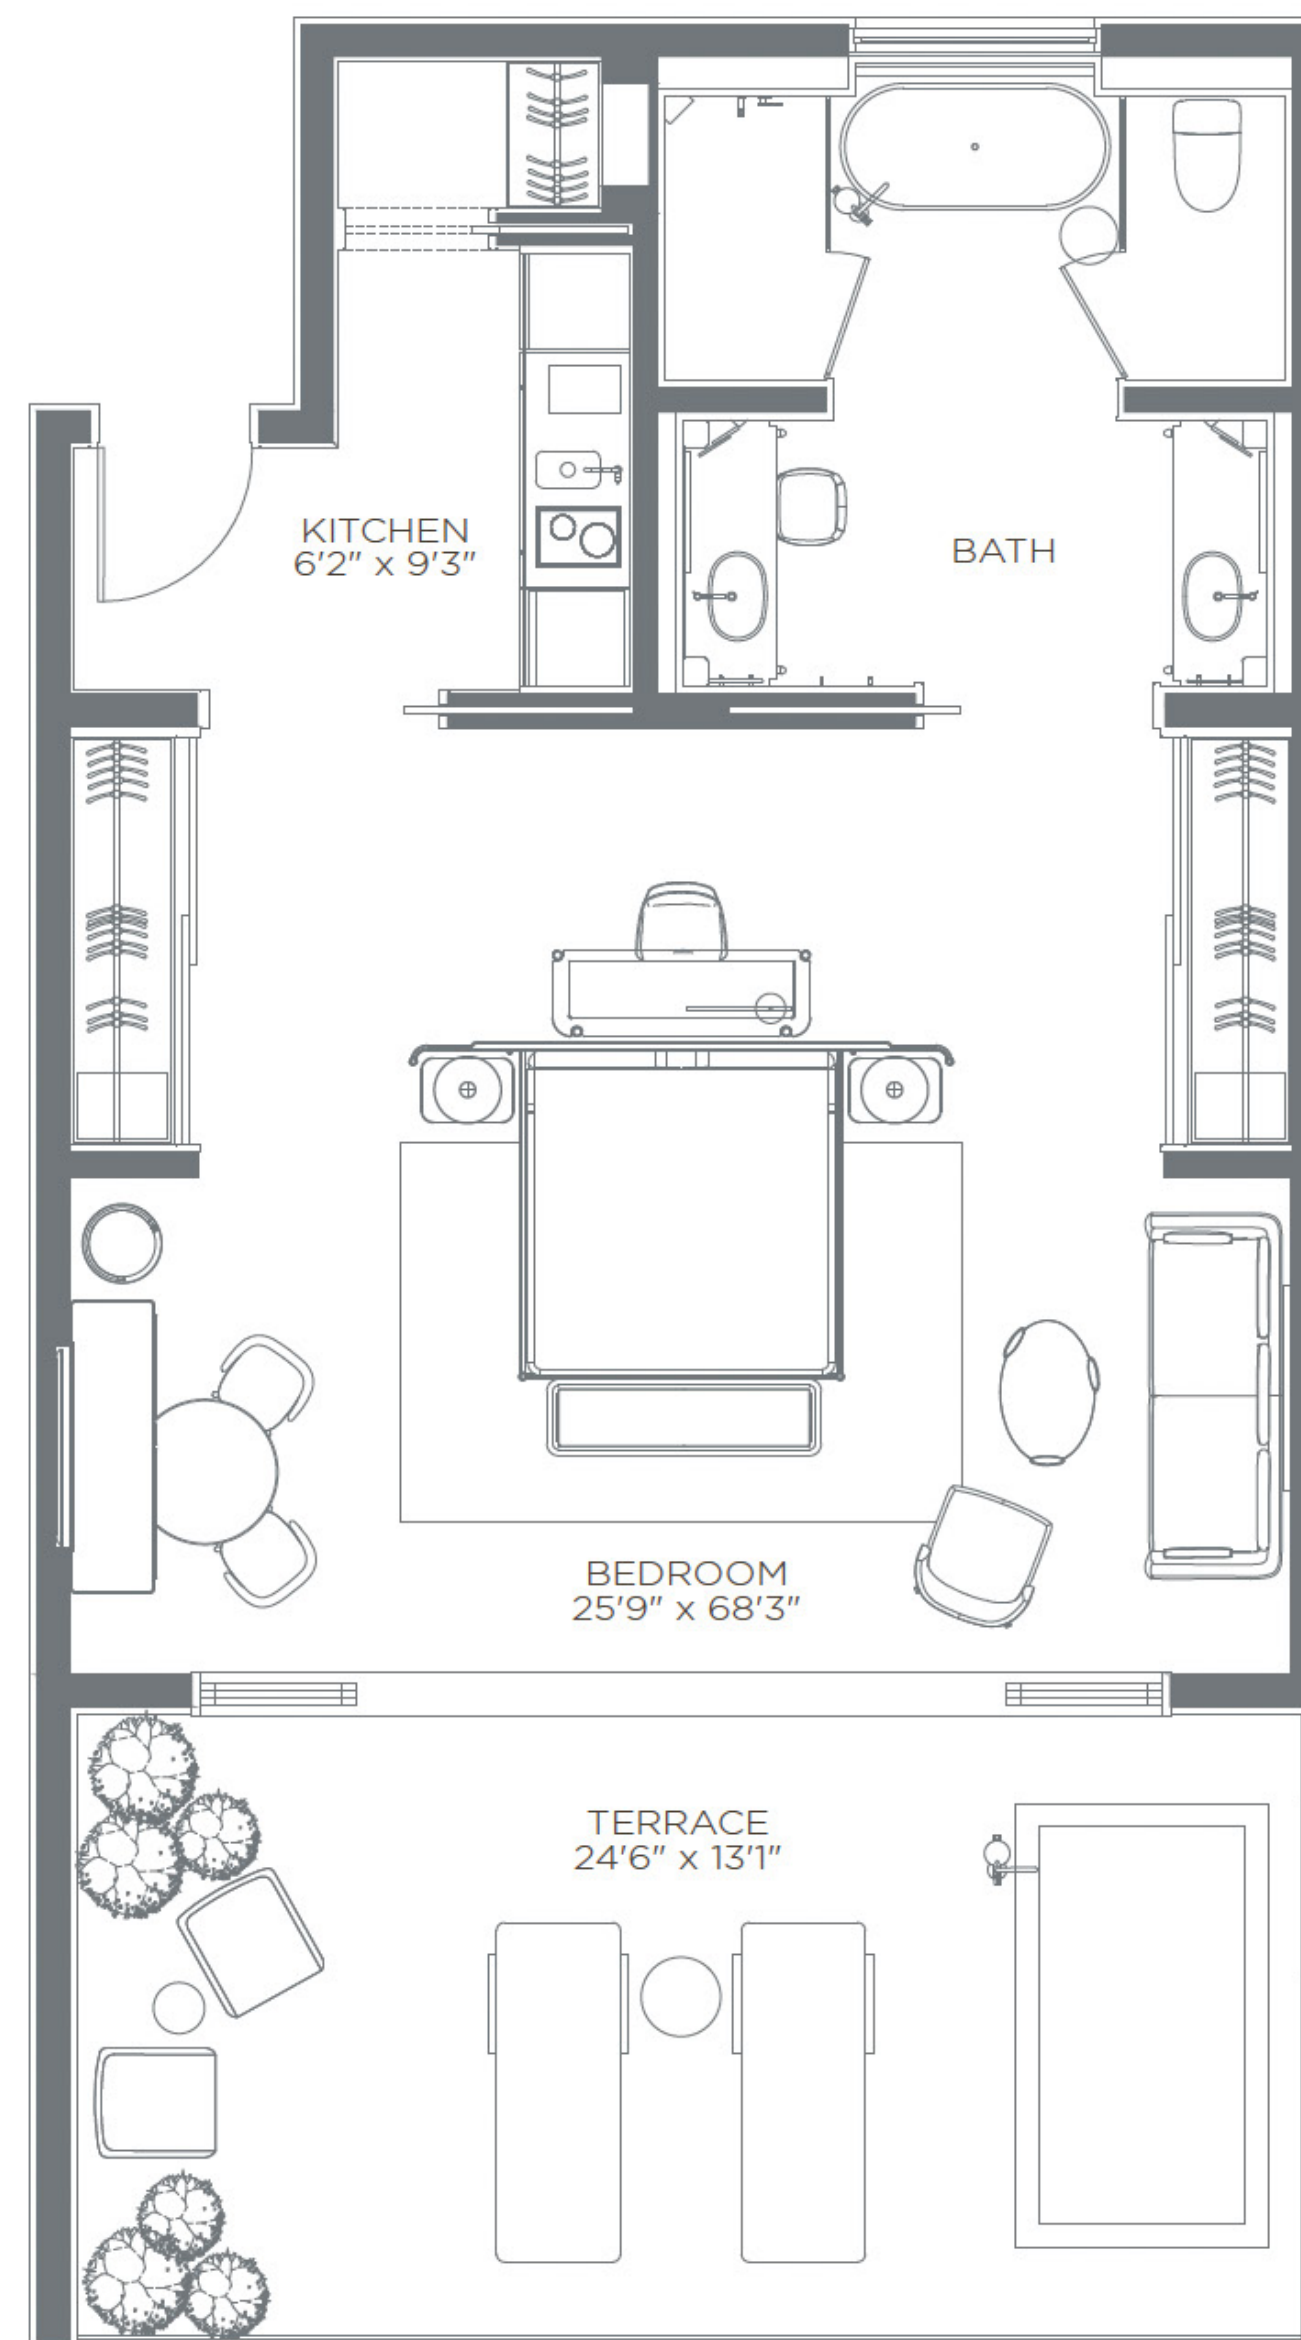 KITCHEN
6'2" x 9'3"
BATH
BEDROOM
25'9" x 68'3"
TERRACE
24'6" x 13'1"